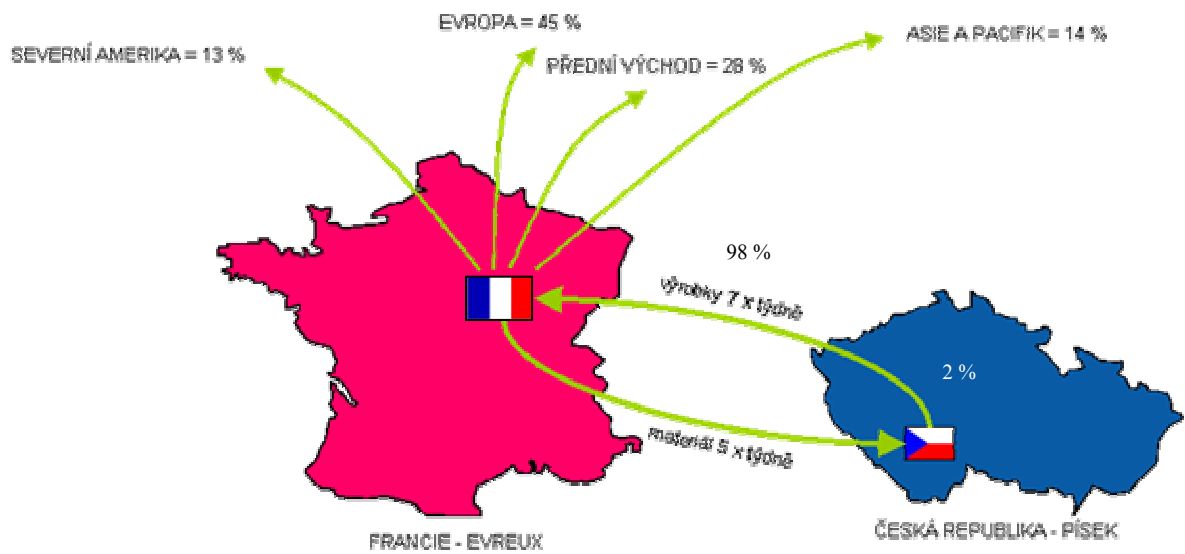 EVROPA = 45 %
SEVERNÍ AMERIKA = 13 %
ASIE A PACIFIK = 14 %
PŘEDNÍ VÝCHOD = 28 %
98 %
výrobky 7 x týdně
2 %
materiál 5 x týdně
ČESKÁ REPUBLIKA - PÍSEK
FRANCIE - EVREUX